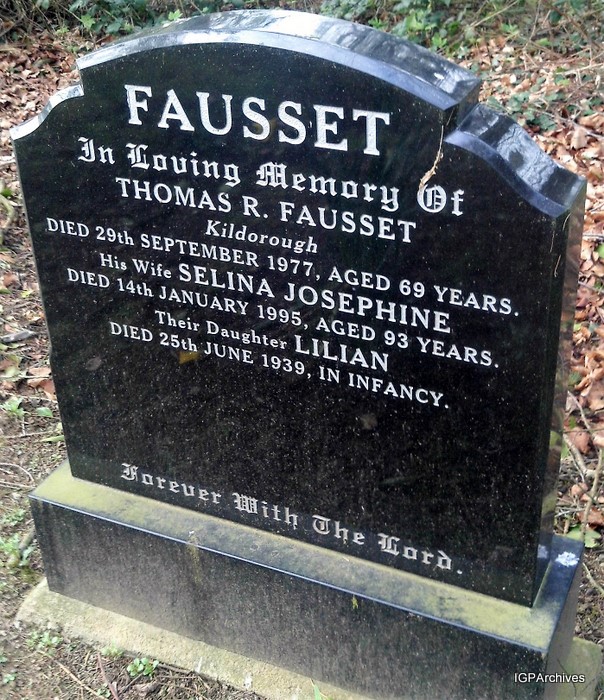 FAUSSET
In Loving Memory Of
THOMAS R. FAUSSET
Kildorough
DIED 29th SEPTEMBER 1977, AGED 69 YEARS.
His Wife SELINA JOSEPHINE
DIED 14th JANUARY 1995, AGED 93 YEARS.
Their Daughter LILIAN
DIED 25th JUNE 1939, IN INFANCY.
Forever With The Lord.
IGPArchives